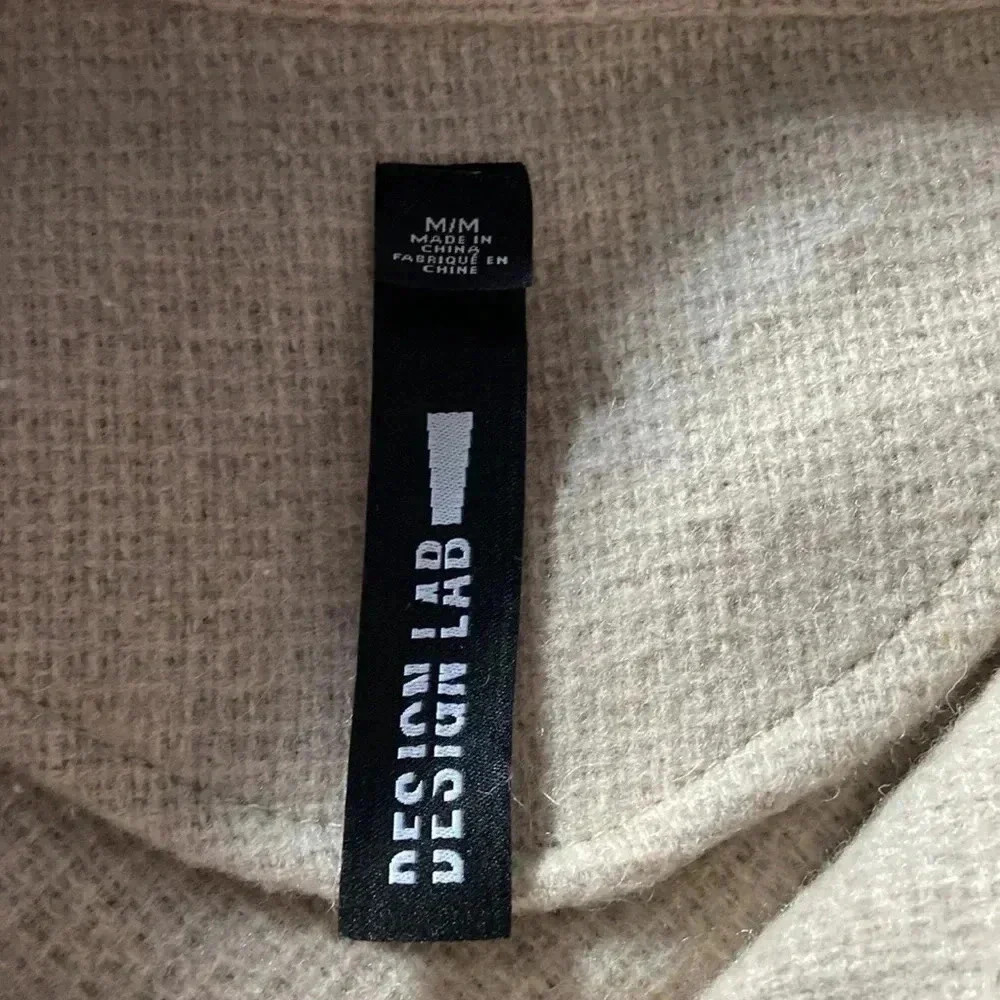 M/M
MADE IN
CHINA
FABRIQUÉ EN
CHINE
DESIGN LAB
DESIGN LAB